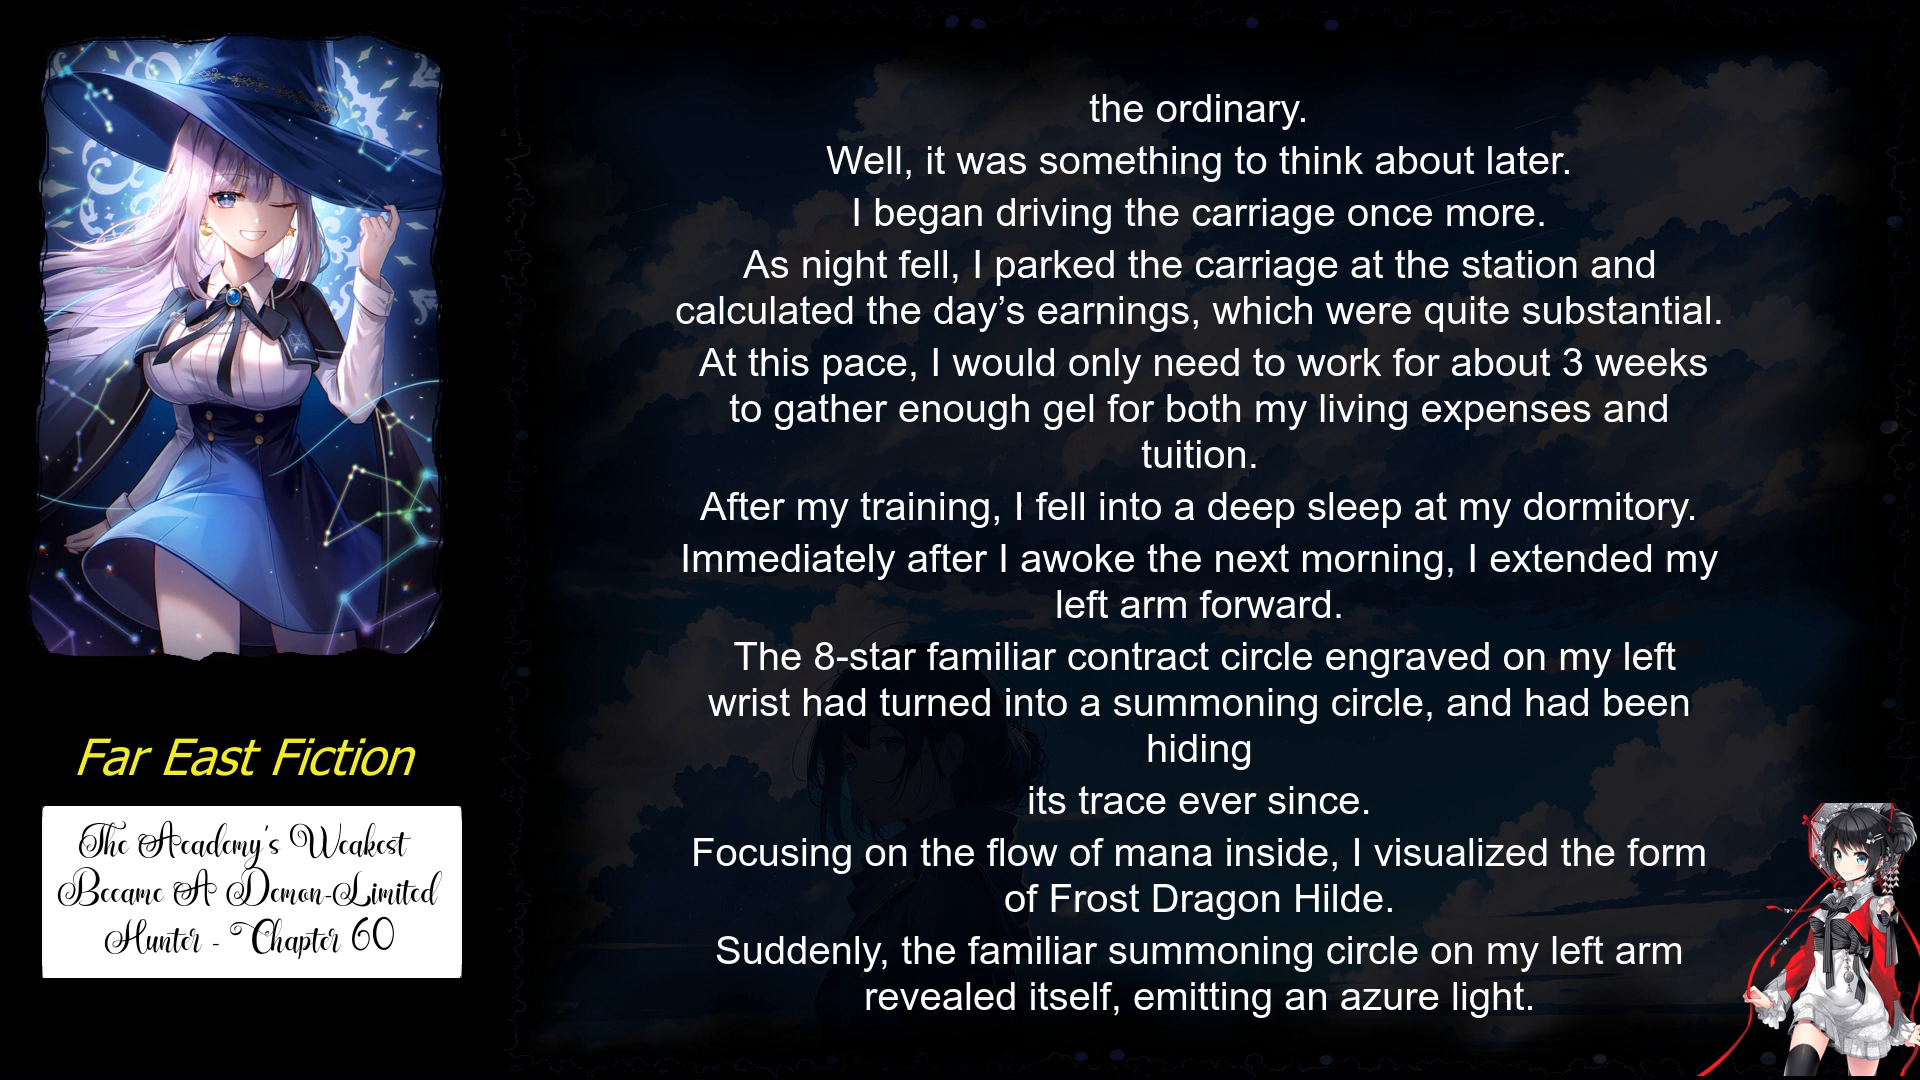 the ordinary.
Well, it was something to think about later.
I began driving the carriage once more.
As night fell, I parked the carriage at the station and
calculated the day’s earnings, which were quite substantial.
At this pace, I would only need to work for about 3 weeks
to gather enough gel for both my living expenses and
tuition.
After my training, I fell into a deep sleep at my dormitory.
Immediately after I awoke the next morning, I extended my
left arm forward.
The 8-star familiar contract circle engraved on my left
wrist had turned into a summoning circle, and had been
hiding
its trace ever since.
Focusing on the flow of mana inside, I visualized the form
of Frost Dragon Hilde.
Suddenly, the familiar summoning circle on my left arm
revealed itself, emitting an azure light.
Far East Fiction
The Academy's Weakest
Became A Demon-Limited
Hunter - Chapter 60